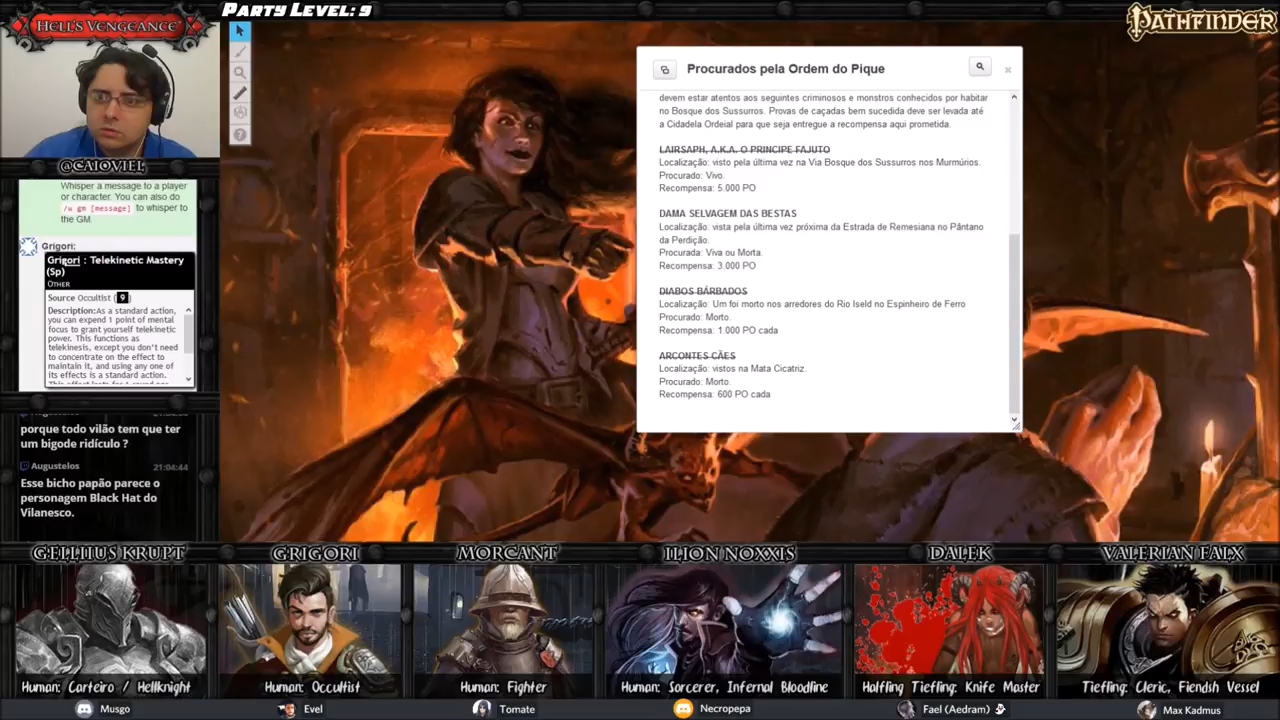 PARTY LEVEL: 9
HELL'S VENGEANCE
PATHFINDER
@CAIOVIEL
Whisper a message to a player
or character. You can also do
/w gm [message] to whisper to
the GM.
Grigori:
Grigori : Telekinetic Mastery
(Sp)
OTHER
Source Occultist (9)
Description:As a standard action,
you can expend 1 point of mental
focus to grant yourself telekinetic
power. This functions as
telekinesis, except you don't need
to concentrate on the effect to
maintain it, and using any one of
its effects is a standard action.
porque todo vilão tem que ter
um bigode ridículo ?
Augustelos 21:04:44
Esse bicho papão parece o
personagem Black Hat do
Vilanesco.
Procurados pela Ordem do Pique
devem estar atentos aos seguintes criminosos e monstros conhecidos por habitar
no Bosque dos Sussurros. Provas de caçadas bem sucedida deve ser levada até
a Cidadela Ordeial para que seja entregue a recompensa aqui prometida.
LAIRSAPH, A.K.A. O PRINCIPE FAJUTO
Localização: visto pela última vez na Via Bosque dos Sussurros nos Murmúrios.
Procurado: Vivo.
Recompensa: 5.000 PO
DAMA SELVAGEM DAS BESTAS
Localização: vista pela última vez próxima da Estrada de Remesiana no Pântano
da Perdição.
Procurada: Viva ou Morta.
Recompensa: 3.000 PO
DIABOS BÁRBADOS
Localização: Um foi morto nos arredores do Rio Iseld no Espinheiro de Ferro
Procurado: Morto.
Recompensa: 1.000 PO cada
ARCONTES CÃES
Localização: vistos na Mata Cicatriz.
Procurado: Morto.
Recompensa: 600 PO cada
GELLIUS KRUPT
GRIGORI
MORCANT
ILION NOXXIS
DALEK
VALERIAN FALX
Human: Carteiro / Hellknight
Human: Occultist
Human: Fighter
Human: Sorcerer, Infernal Bloodline
Halfling Tiefling: Knife Master
Tiefling: Cleric, Fiendsh Vessel
Musgo
Evel
Tomate
Necropepa
Fael (Aedram)
Max Kadmus